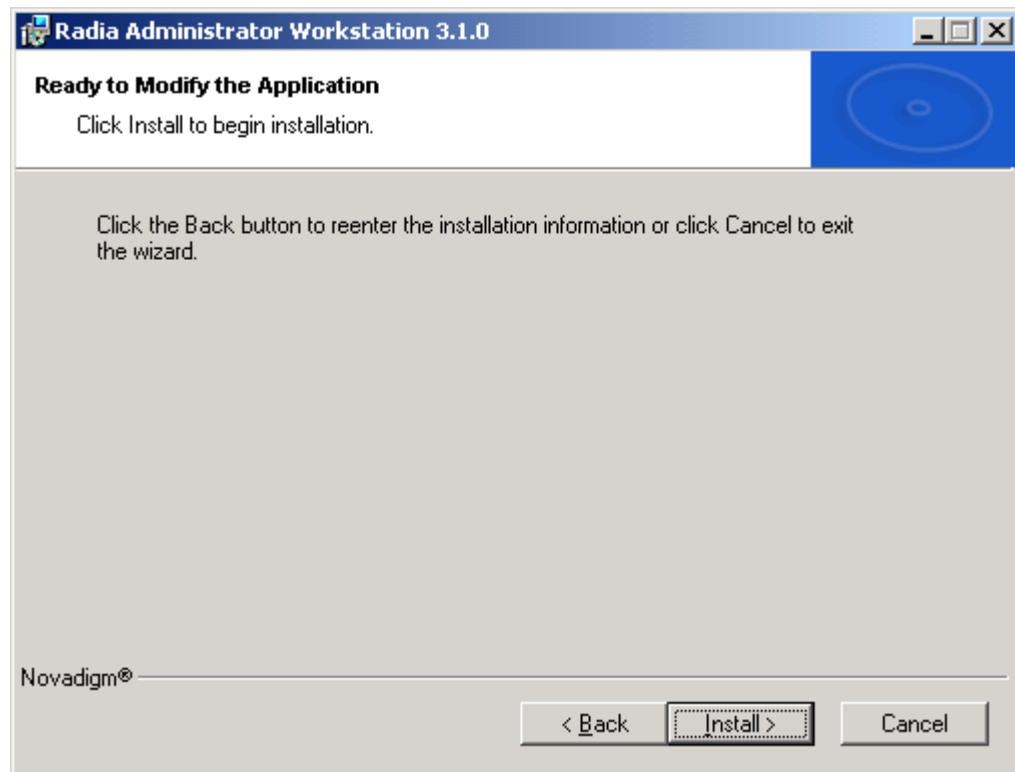 Radia Administrator Workstation 3.1.0
Ready to Modify the Application
Click Install to begin installation.
Click the Back button to reenter the installation information or click Cancel to exit
the wizard.
Novadigm®
< Back Install > Cancel